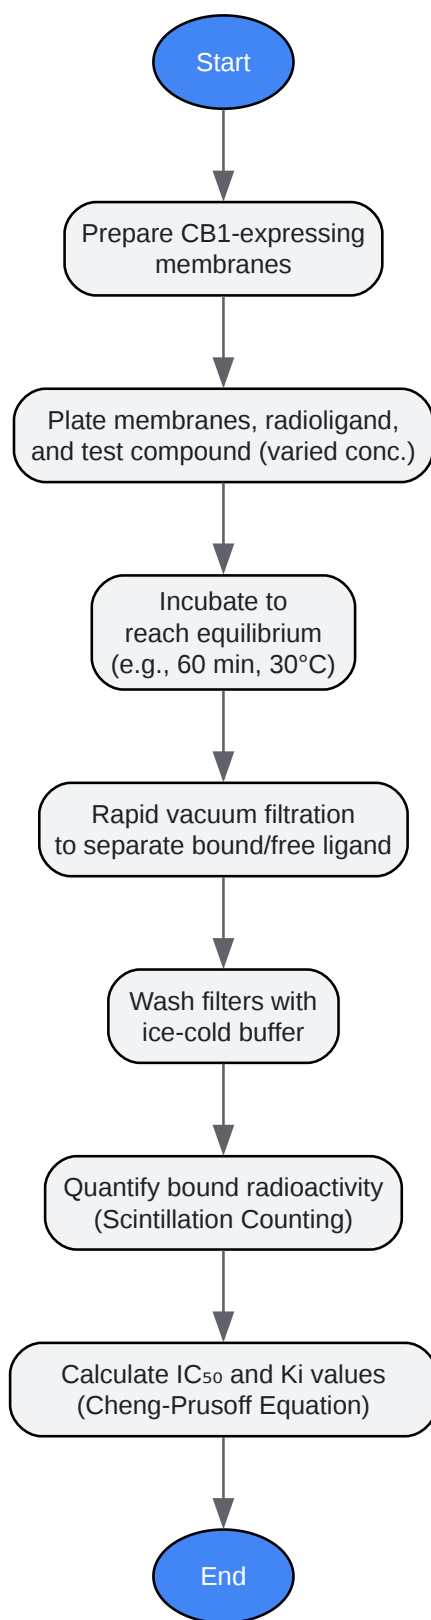 Start
Prepare CB1-expressing
membranes
Plate membranes, radioligand,
and test compound (varied conc.)
Incubate to
reach equilibrium
(e.g., 60 min, 30°C)
Rapid vacuum filtration
to separate bound/free ligand
Wash filters with
ice-cold buffer
Quantify bound radioactivity
(Scintillation Counting)
Calculate IC₅₀ and Ki values
(Cheng-Prusoff Equation)
End